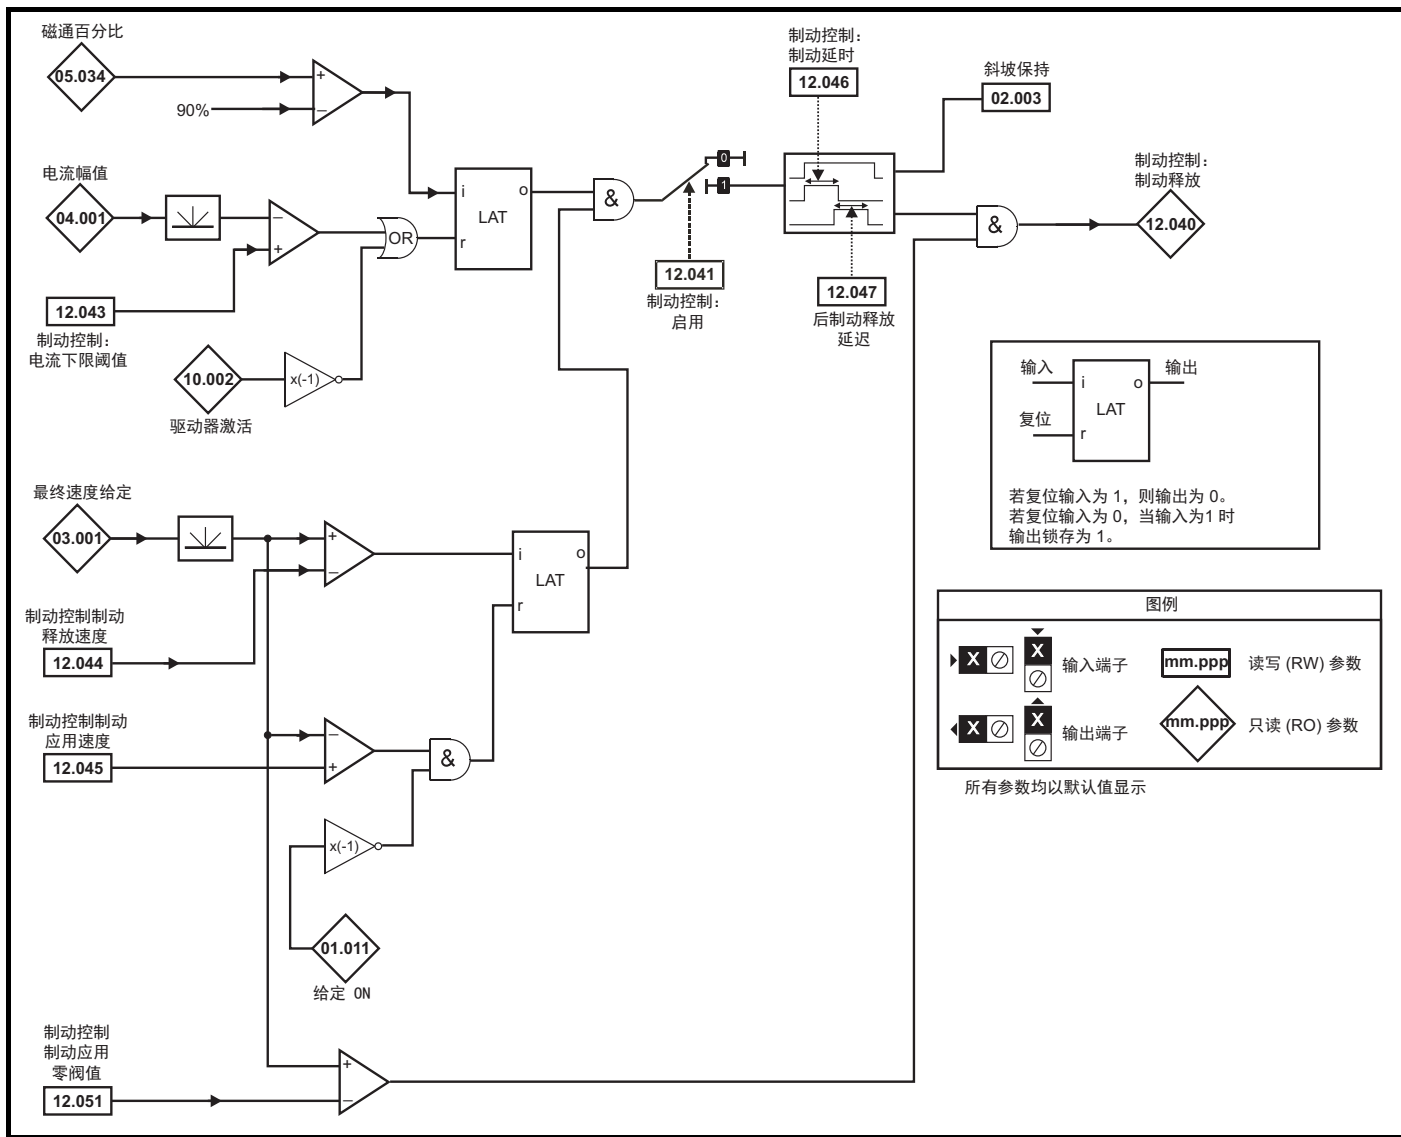 磁通百分比
05.034
+
–
90%
电流幅值
04.001
–
+
OR
12.043
制动控制：
电流下限阈值
10.002
x(-1)
驱动器激活
i
o
LAT
r
&
0
1
12.041
制动控制：
启用
制动控制：
制动延时
12.046
12.047
后制动释放
延迟
斜坡保持
02.003
&
制动控制：
制动释放
12.040
输入
i
o
输出
LAT
复位
r
若复位输入为 1，则输出为 0。
若复位输入为 0，当输入为1 时
输出锁存为 1。
最终速度给定
03.001
+
–
i
o
LAT
r
制动控制制动
释放速度
12.044
制动控制制动
应用速度
12.045
–
+
&
x(-1)
01.011
给定 ON
制动控制
制动应用
零阀值
12.051
+
–
图例
X
X
输入端子
mm.ppp
读写 (RW) 参数
X
X
输出端子
mm.ppp
只读 (RO) 参数
所有参数均以默认值显示